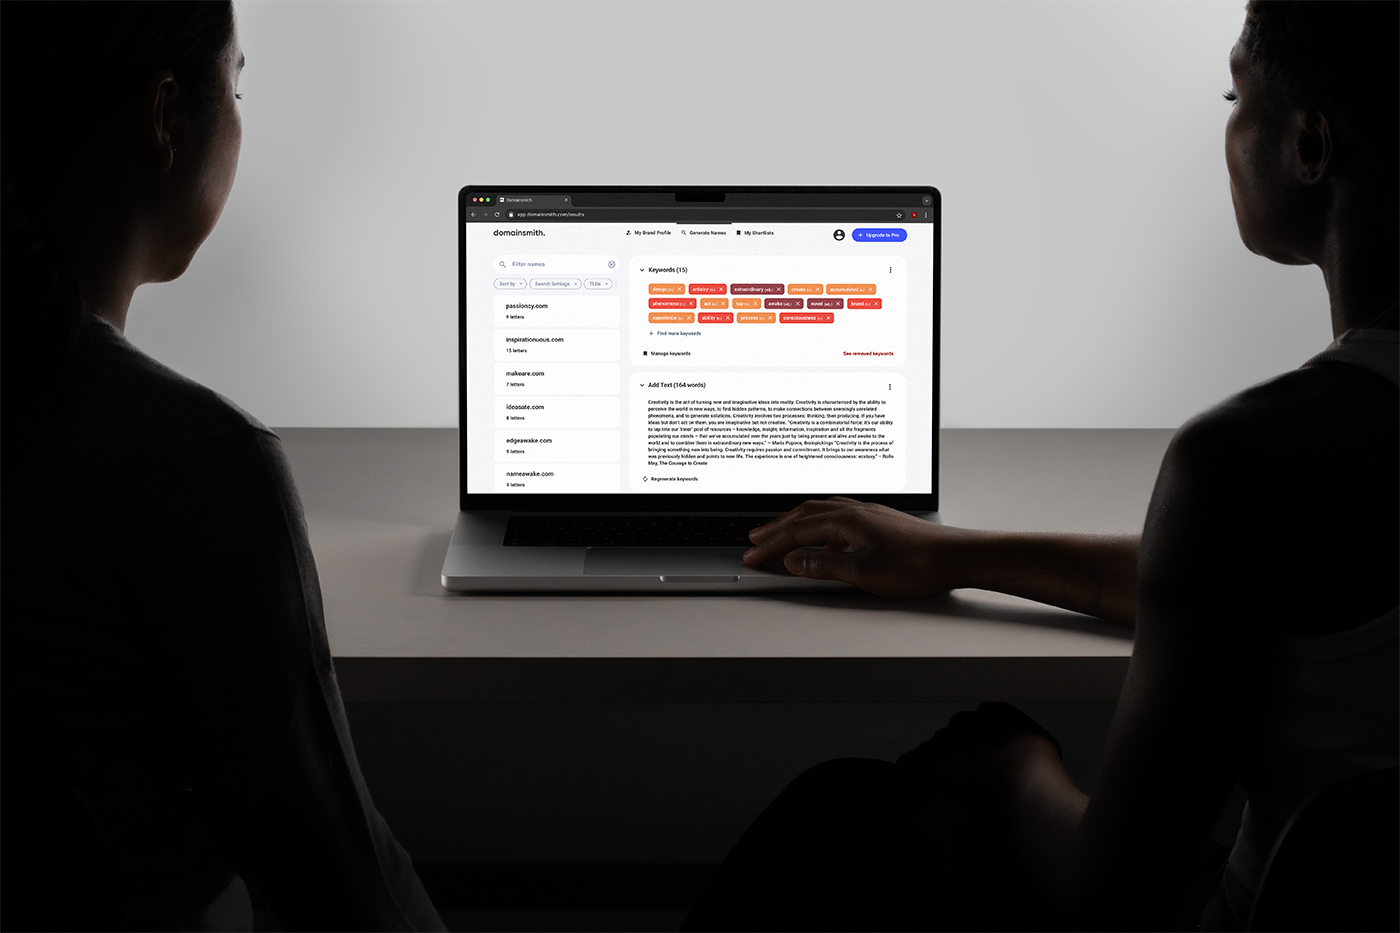 Domainsmith
app.domainsmith.com/results
domainsmith.
My Brand Profile
Generate Names
My Shortlists
+ Upgrade to Pro
Filter names
Sort by
Search Settings
TLDs
passioncy.com
9 letters
inspirationuous.com
15 letters
makeare.com
7 letters
ideasate.com
8 letters
edgeawake.com
9 letters
nameawake.com
9 letters
Keywords (15)
design (n.) artistry (n.) extraordinary (adj.) create (v.) accumulated (v.)
phenomena (n.) act (v.) tap (v.) awake (adj.) novel (adj.) brand (n.)
experience (n.) ability (n.) process (n.) consciousness (n.)
+ Find more keywords
Manage keywords
See removed keywords
Add Text (164 words)
Creativity is the act of turning new and imaginative ideas into reality. Creativity is characterised by the ability to
perceive the world in new ways, to find hidden patterns, to make connections between seemingly unrelated
phenomena, and to generate solutions. Creativity involves two processes: thinking, then producing. If you have
ideas but don't act on them, you are imaginative but not creative. "Creativity is a combinatorial force: it's our ability
to tap into our 'inner' pool of resources – knowledge, insight, information, inspiration and all the fragments
populating our minds – that we've accumulated over the years just by being present and alive and awake to the
world and to combine them in extraordinary new ways." — Maria Popova, Brainpickings "Creativity is the process of
bringing something new into being. Creativity requires passion and commitment. It brings to our awareness what
was previously hidden and points to new life. The experience is one of heightened consciousness: ecstasy." – Rollo
May, The Courage to Create
Regenerate keywords